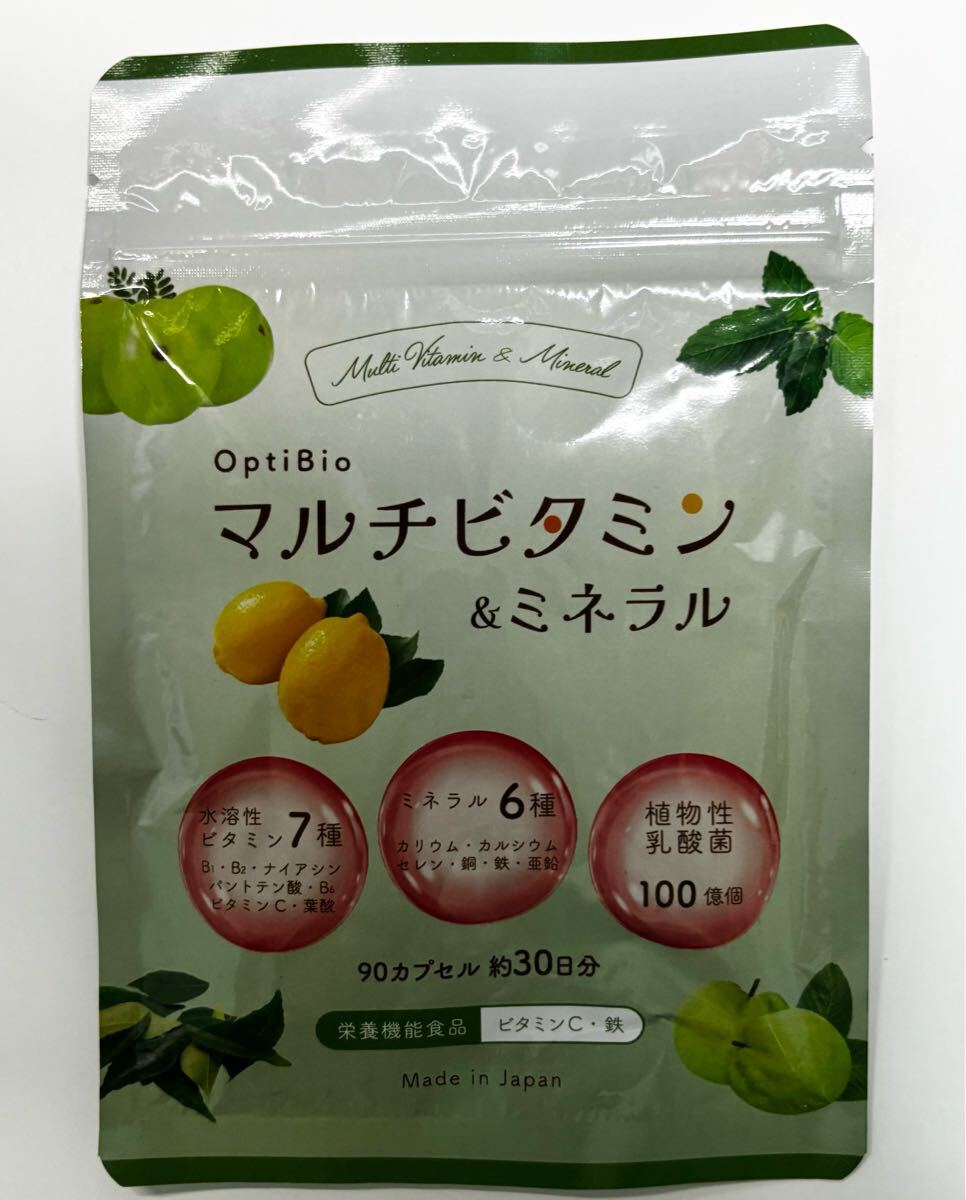 Multi Vitamin & Mineral
OptiBio
マルチビタミン
&ミネラル
水溶性
ビタミン7種
B₁・B₂・ナイアシン
パントテン酸・B₆
ビタミンC・葉酸
ミネラル 6種
カリウム・カルシウム
セレン・銅・鉄・亜鉛
植物性
乳酸菌
100億個
90カプセル 約30日分
栄養機能食品 ビタミンC・鉄
Made in Japan